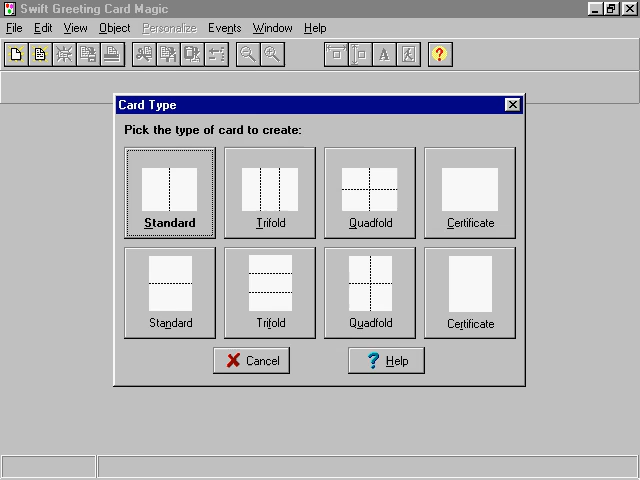 Swift Greeting Card Magic
File Edit View Object Personalize Events Window Help
Card Type
Pick the type of card to create:
Standard Trifold Quadfold Certificate
Standard Trifold Quadfold Certificate
Cancel Help